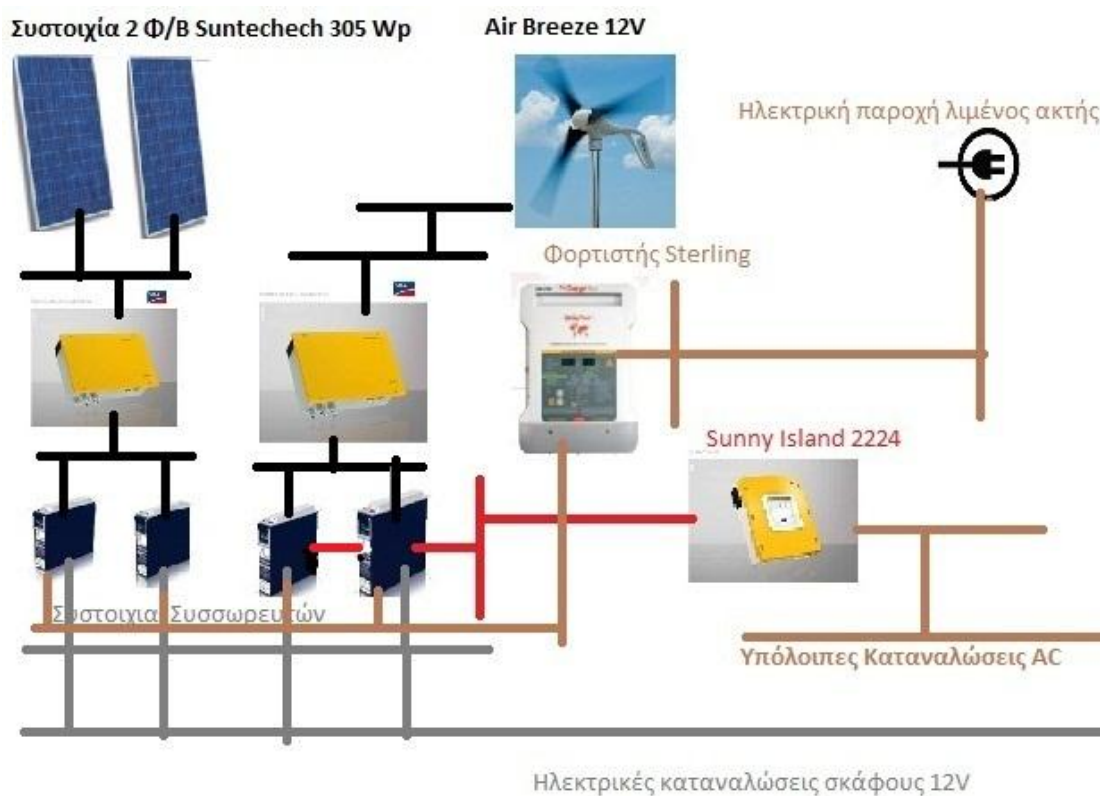 Συστοιχία 2 Φ/Β Suntechech 305 Wp
Air Breeze 12V
Ηλεκτρική παροχή λιμένος ακτής
Φορτιστής Sterling
Sunny Island 2224
Συστοιχια Συσσωρευτών
Υπόλοιπες Καταναλώσεις AC
Ηλεκτρικές καταναλώσεις σκάφους 12V